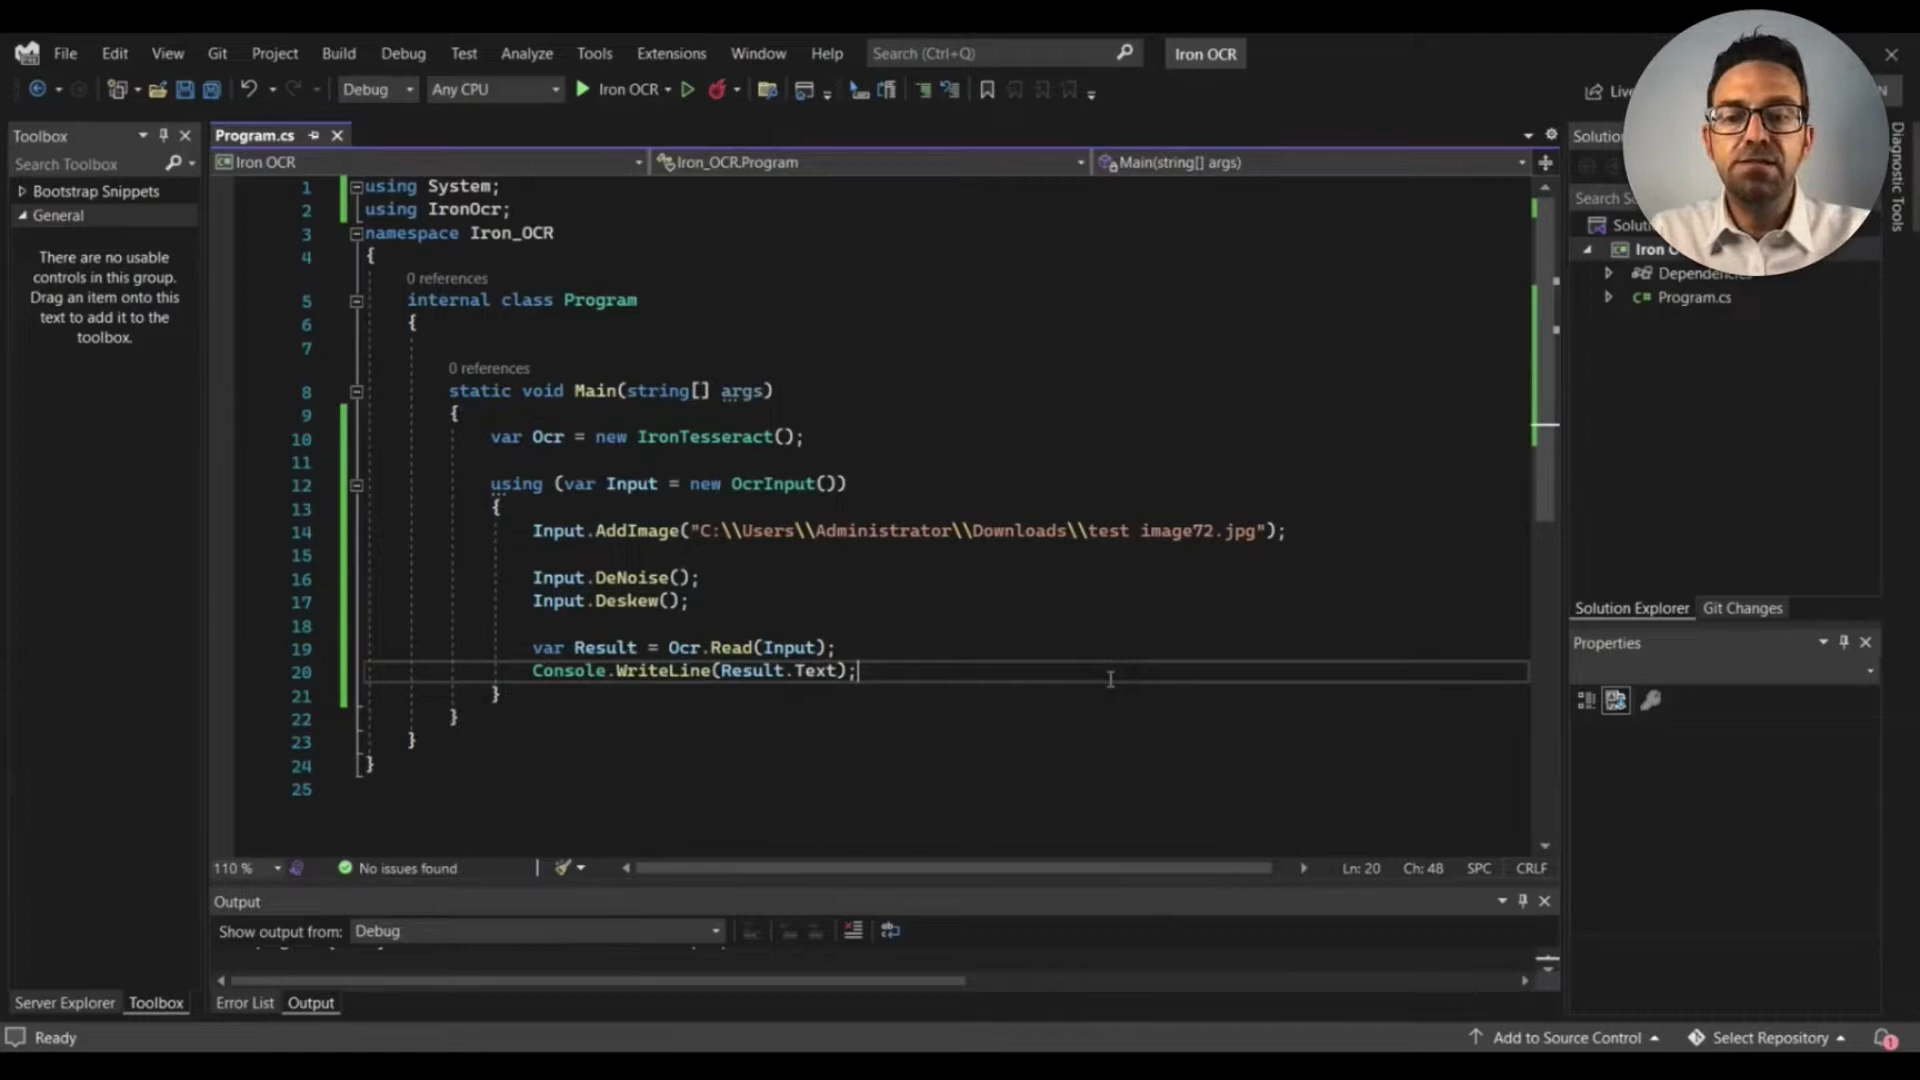 File Edit View Git Project Build Debug Test Analyze Tools Extensions Window Help Search (Ctrl+Q) Iron OCR
Debug Any CPU Iron OCR Live
Toolbox
Search Toolbox
Bootstrap Snippets
General
There are no usable
controls in this group.
Drag an item onto this
text to add it to the
toolbox.
Program.cs
Iron OCR Iron_OCR.Program Main(string[] args)
1 using System;
2 using IronOcr;
3 namespace Iron_OCR
4 {
0 references
5 internal class Program
6 {
7
0 references
8 static void Main(string[] args)
9 {
10 var Ocr = new IronTesseract();
11
12 using (var Input = new OcrInput())
13 {
14 Input.AddImage("C:\\Users\\Administrator\\Downloads\\test image72.jpg");
15
16 Input.DeNoise();
17 Input.Deskew();
18
19 var Result = Ocr.Read(Input);
20 Console.WriteLine(Result.Text);
21 }
22 }
23 }
24 }
25
110 % No issues found Ln: 20 Ch: 48 SPC CRLF
Output
Show output from: Debug
Server Explorer Toolbox Error List Output
Solution Explorer Git Changes
Properties
Diagnostic Tools
Program.cs
Ready Add to Source Control Select Repository 1